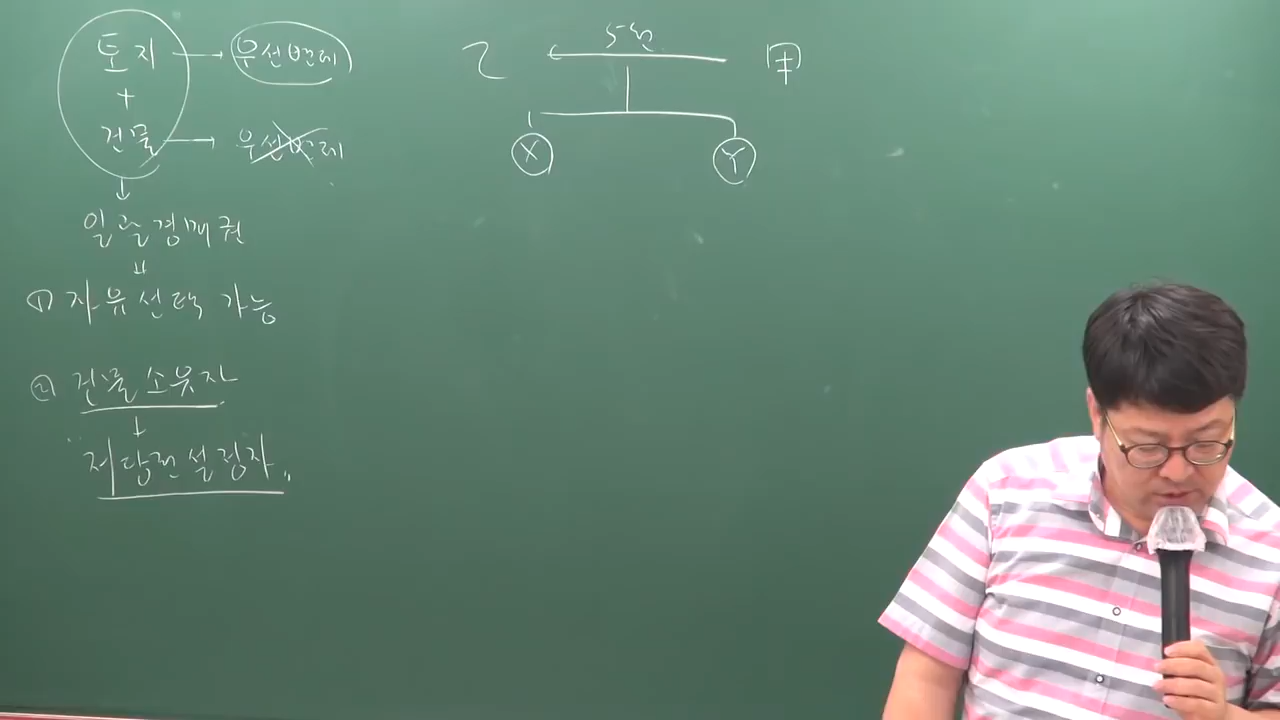 토지 → 우선변제
+
건물 → 우선변제
↓
일괄경매권
① 자유선택 가능
② 건물 소유자
↓
"저당권설정자"
乙 ← 5천 甲
X Y